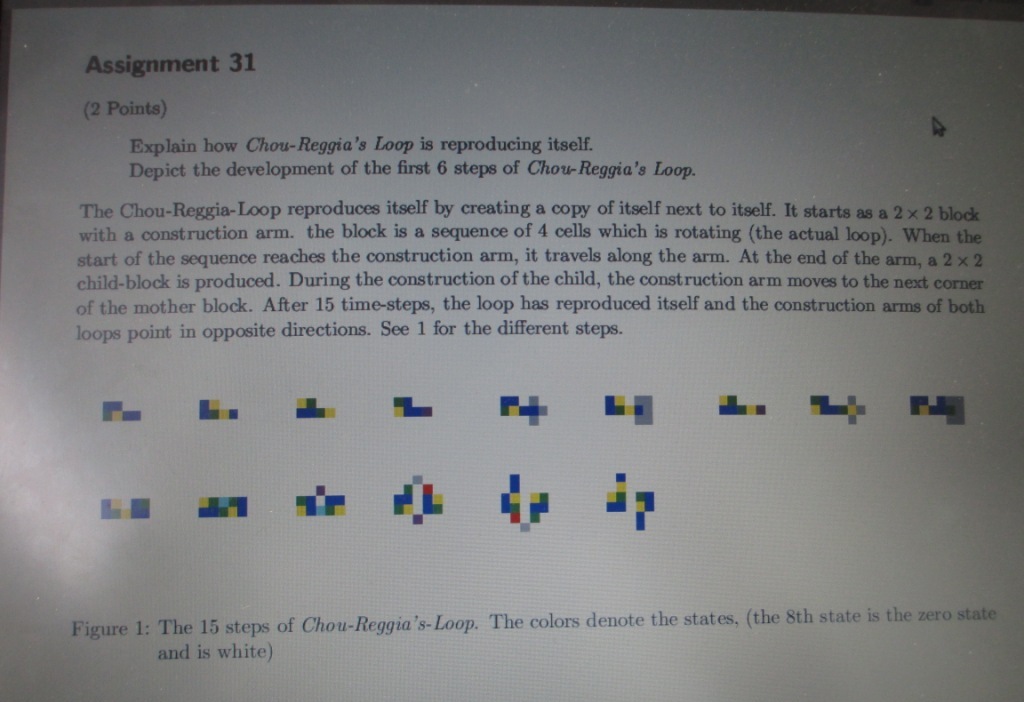 Assignment 31
(2 Points)
Explain how Chou-Reggia's Loop is reproducing itself.
Depict the development of the first 6 steps of Chou-Reggia's Loop.
The Chou-Reggia-Loop reproduces itself by creating a copy of itself next to itself. It starts as a 2 × 2 block
with a construction arm. the block is a sequence of 4 cells which is rotating (the actual loop). When the
start of the sequence reaches the construction arm, it travels along the arm. At the end of the arm, a 2 × 2
child-block is produced. During the construction of the child, the construction arm moves to the next corner
of the mother block. After 15 time-steps, the loop has reproduced itself and the construction arms of both
loops point in opposite directions. See 1 for the different steps.
Figure 1: The 15 steps of Chou-Reggia's-Loop. The colors denote the states, (the 8th state is the zero state
and is white)